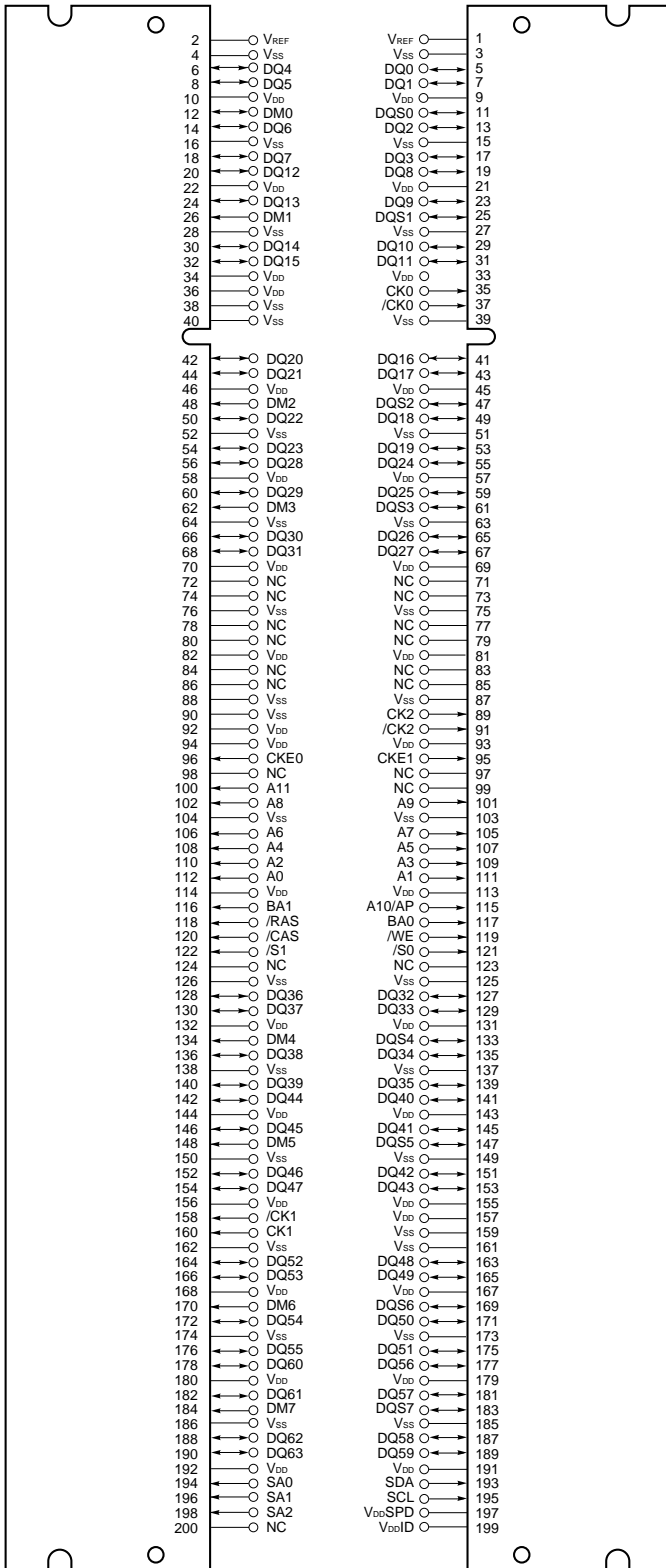 2 VREF VREF 1
4 VSS VSS 3
6 DQ4 DQ0 5
8 DQ5 DQ1 7
10 VDD VDD 9
12 DM0 DQS0 11
14 DQ6 DQ2 13
16 VSS VSS 15
18 DQ7 DQ3 17
20 DQ12 DQ8 19
22 VDD VDD 21
24 DQ13 DQ9 23
26 DM1 DQS1 25
28 VSS VSS 27
30 DQ14 DQ10 29
32 DQ15 DQ11 31
34 VDD VDD 33
36 VDD CK0 35
38 VSS /CK0 37
40 VSS VSS 39
42 DQ20 DQ16 41
44 DQ21 DQ17 43
46 VDD VDD 45
48 DM2 DQS2 47
50 DQ22 DQ18 49
52 VSS VSS 51
54 DQ23 DQ19 53
56 DQ28 DQ24 55
58 VDD VDD 57
60 DQ29 DQ25 59
62 DM3 DQS3 61
64 VSS VSS 63
66 DQ30 DQ26 65
68 DQ31 DQ27 67
70 VDD VDD 69
72 NC NC 71
74 NC NC 73
76 VSS VSS 75
78 NC NC 77
80 NC NC 79
82 VDD VDD 81
84 NC NC 83
86 NC NC 85
88 VSS VSS 87
90 VSS CK2 89
92 VDD /CK2 91
94 VDD VDD 93
96 CKE0 CKE1 95
98 NC NC 97
100 A11 NC 99
102 A8 A9 101
104 VSS VSS 103
106 A6 A7 105
108 A4 A5 107
110 A2 A3 109
112 A0 A1 111
114 VDD VDD 113
116 BA1 A10/AP 115
118 /RAS BA0 117
120 /CAS /WE 119
122 /S1 /S0 121
124 NC NC 123
126 VSS VSS 125
128 DQ36 DQ32 127
130 DQ37 DQ33 129
132 VDD VDD 131
134 DM4 DQS4 133
136 DQ38 DQ34 135
138 VSS VSS 137
140 DQ39 DQ35 139
142 DQ44 DQ40 141
144 VDD VDD 143
146 DQ45 DQ41 145
148 DM5 DQS5 147
150 VSS VSS 149
152 DQ46 DQ42 151
154 DQ47 DQ43 153
156 VDD VDD 155
158 /CK1 VDD 157
160 CK1 VSS 159
162 VSS VSS 161
164 DQ52 DQ48 163
166 DQ53 DQ49 165
168 VDD VDD 167
170 DM6 DQS6 169
172 DQ54 DQ50 171
174 VSS VSS 173
176 DQ55 DQ51 175
178 DQ60 DQ56 177
180 VDD VDD 179
182 DQ61 DQ57 181
184 DM7 DQS7 183
186 VSS VSS 185
188 DQ62 DQ58 187
190 DQ63 DQ59 189
192 VDD VDD 191
194 SA0 SDA 193
196 SA1 SCL 195
198 SA2 VDDSPD 197
200 NC VDDID 199